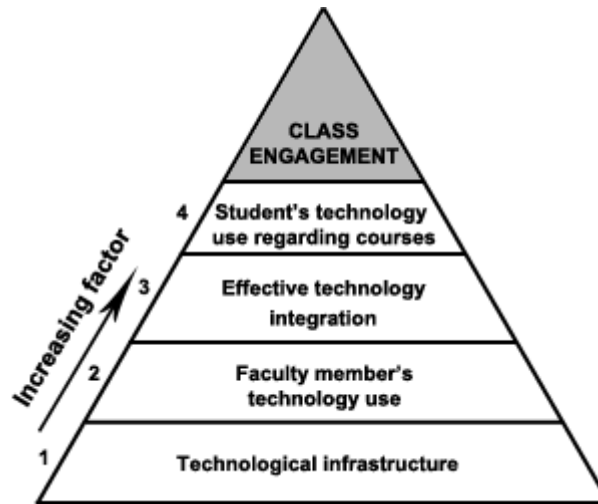 CLASS
ENGAGEMENT
4
Student's technology
use regarding courses
Increasing factor
3
Effective technology
integration
2
Faculty member's
technology use
1
Technological infrastructure